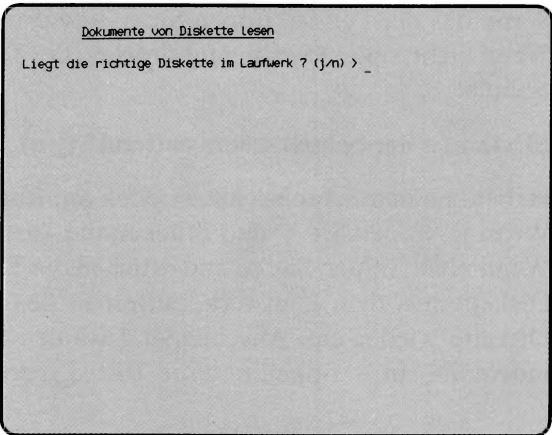 Dokumente von Diskette lesen
Liegt die richtige Diskette im Laufwerk ? (j/n) > _